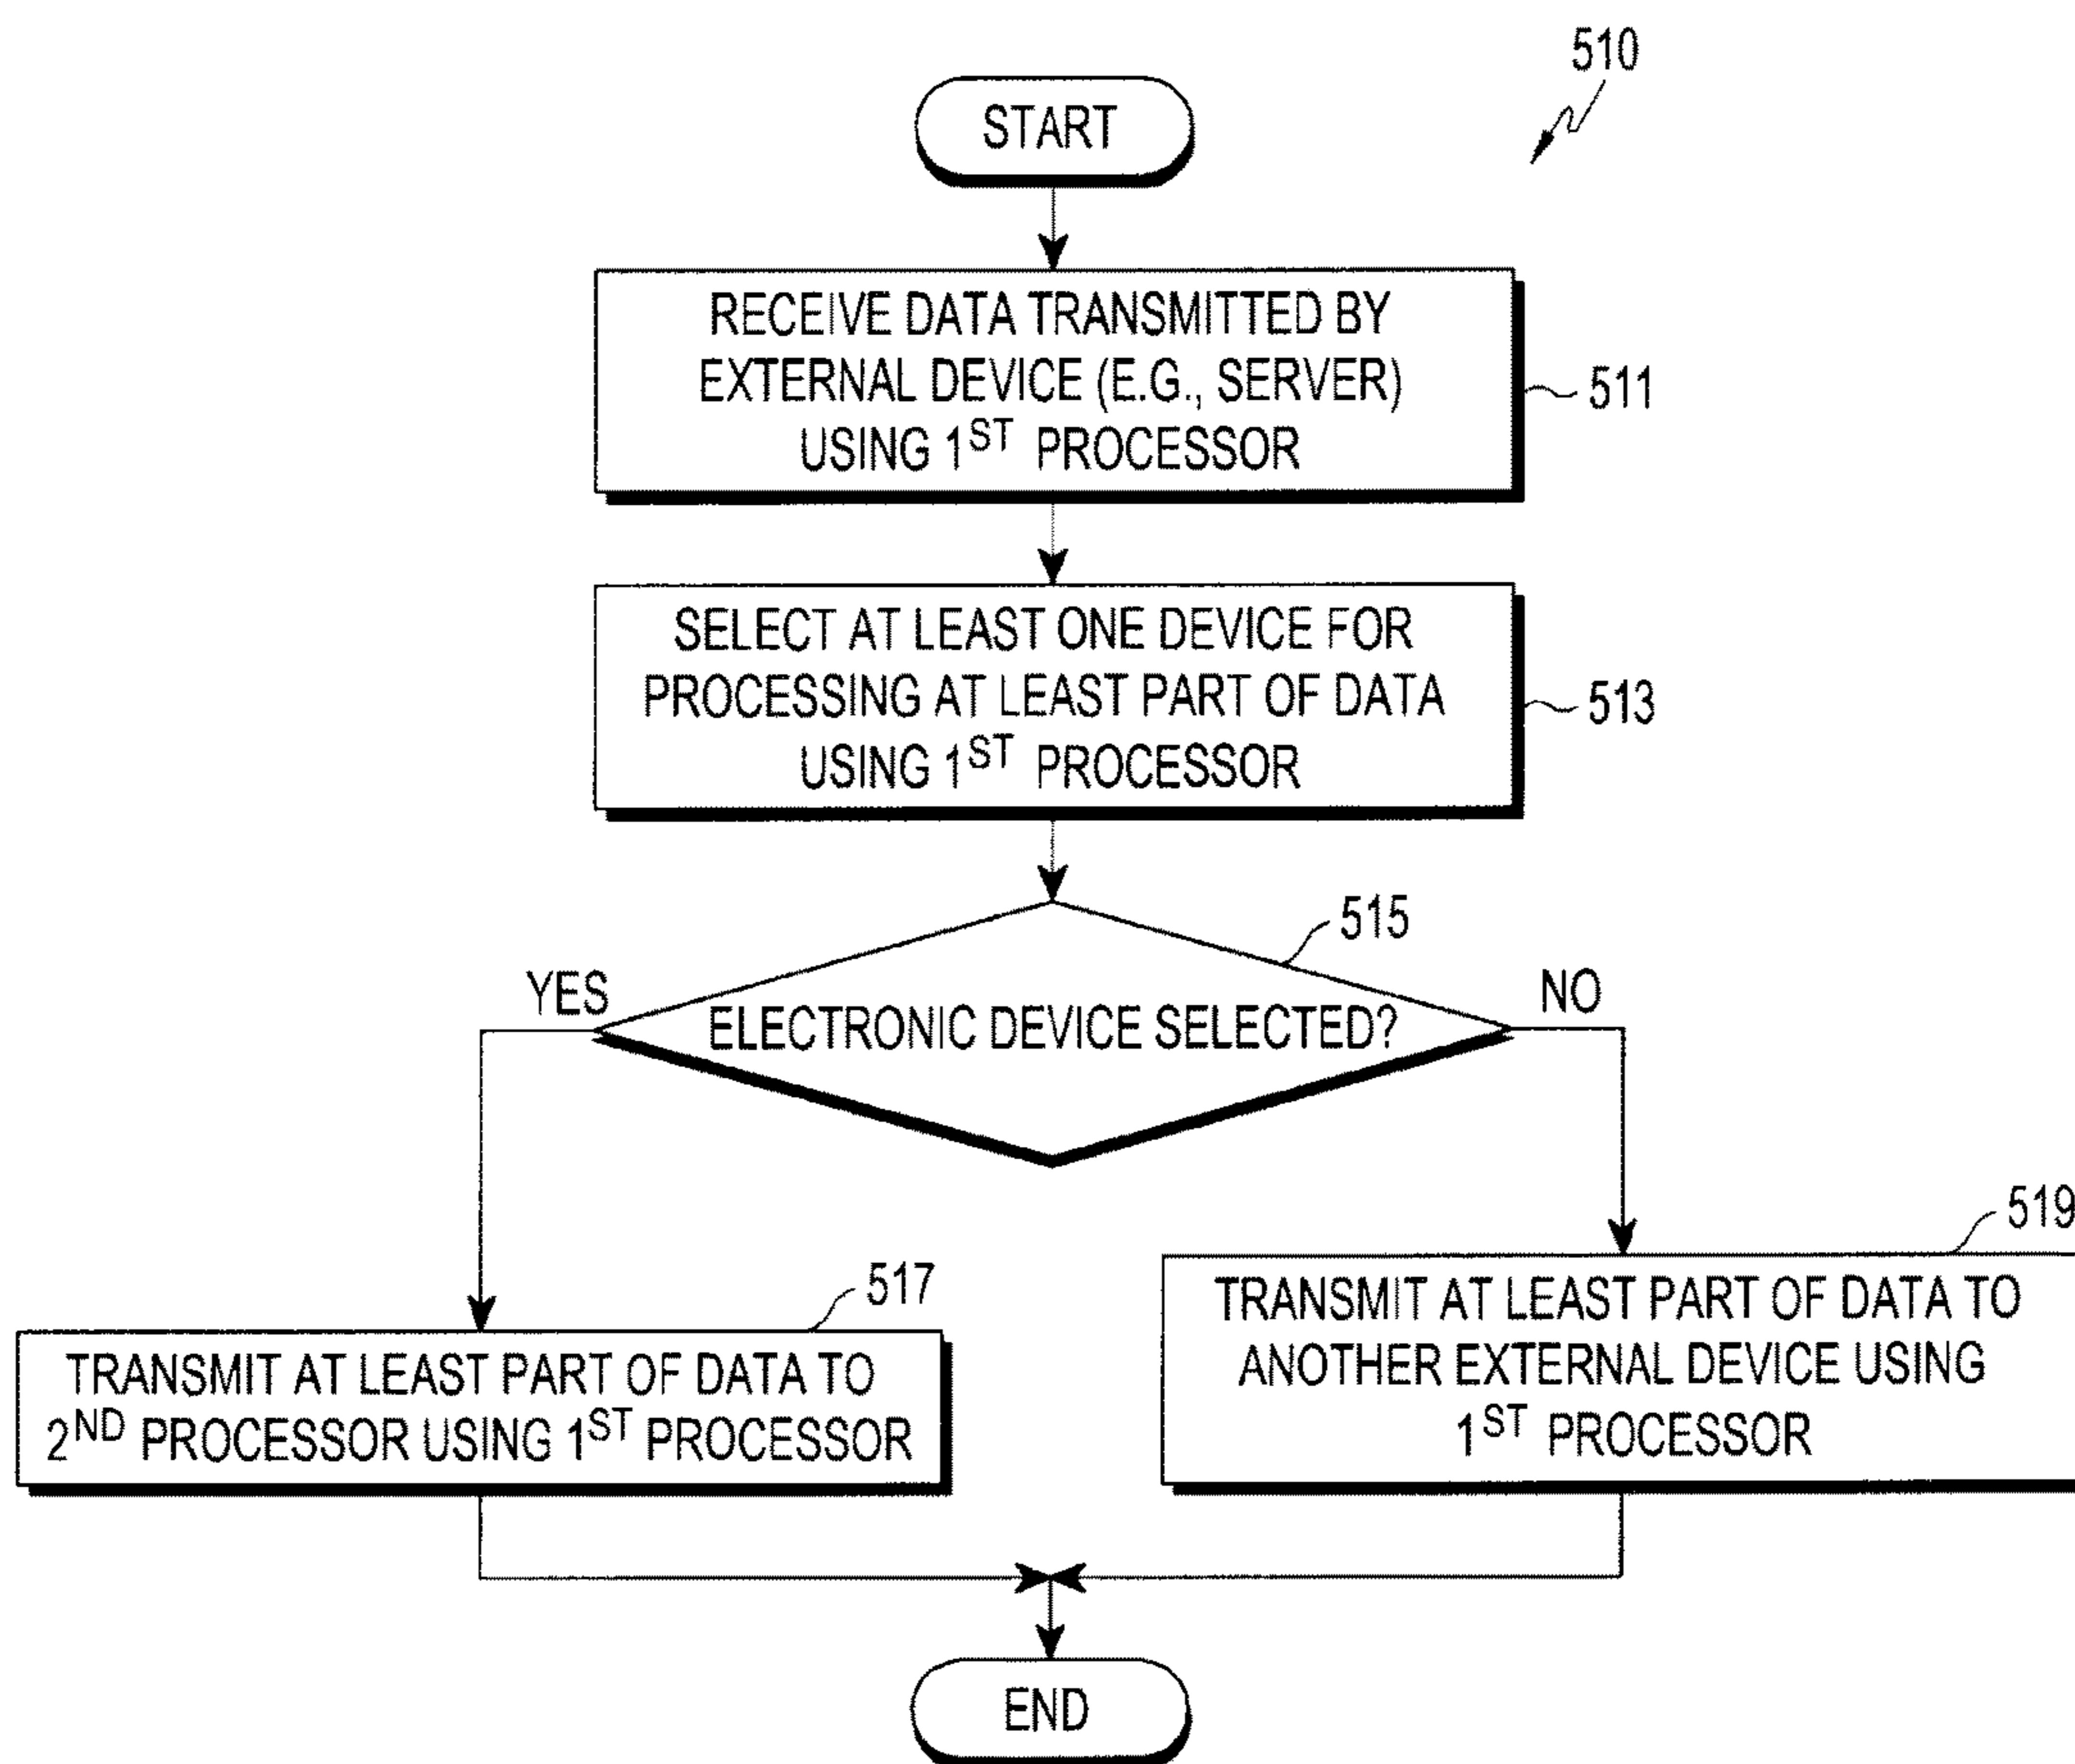 510
START
RECEIVE DATA TRANSMITTED BY
EXTERNAL DEVICE (E.G., SERVER)
USING 1ST PROCESSOR
511
SELECT AT LEAST ONE DEVICE FOR
PROCESSING AT LEAST PART OF DATA
USING 1ST PROCESSOR
513
515
YES
ELECTRONIC DEVICE SELECTED?
NO
517
TRANSMIT AT LEAST PART OF DATA TO
2ND PROCESSOR USING 1ST PROCESSOR
519
TRANSMIT AT LEAST PART OF DATA TO
ANOTHER EXTERNAL DEVICE USING
1ST PROCESSOR
END